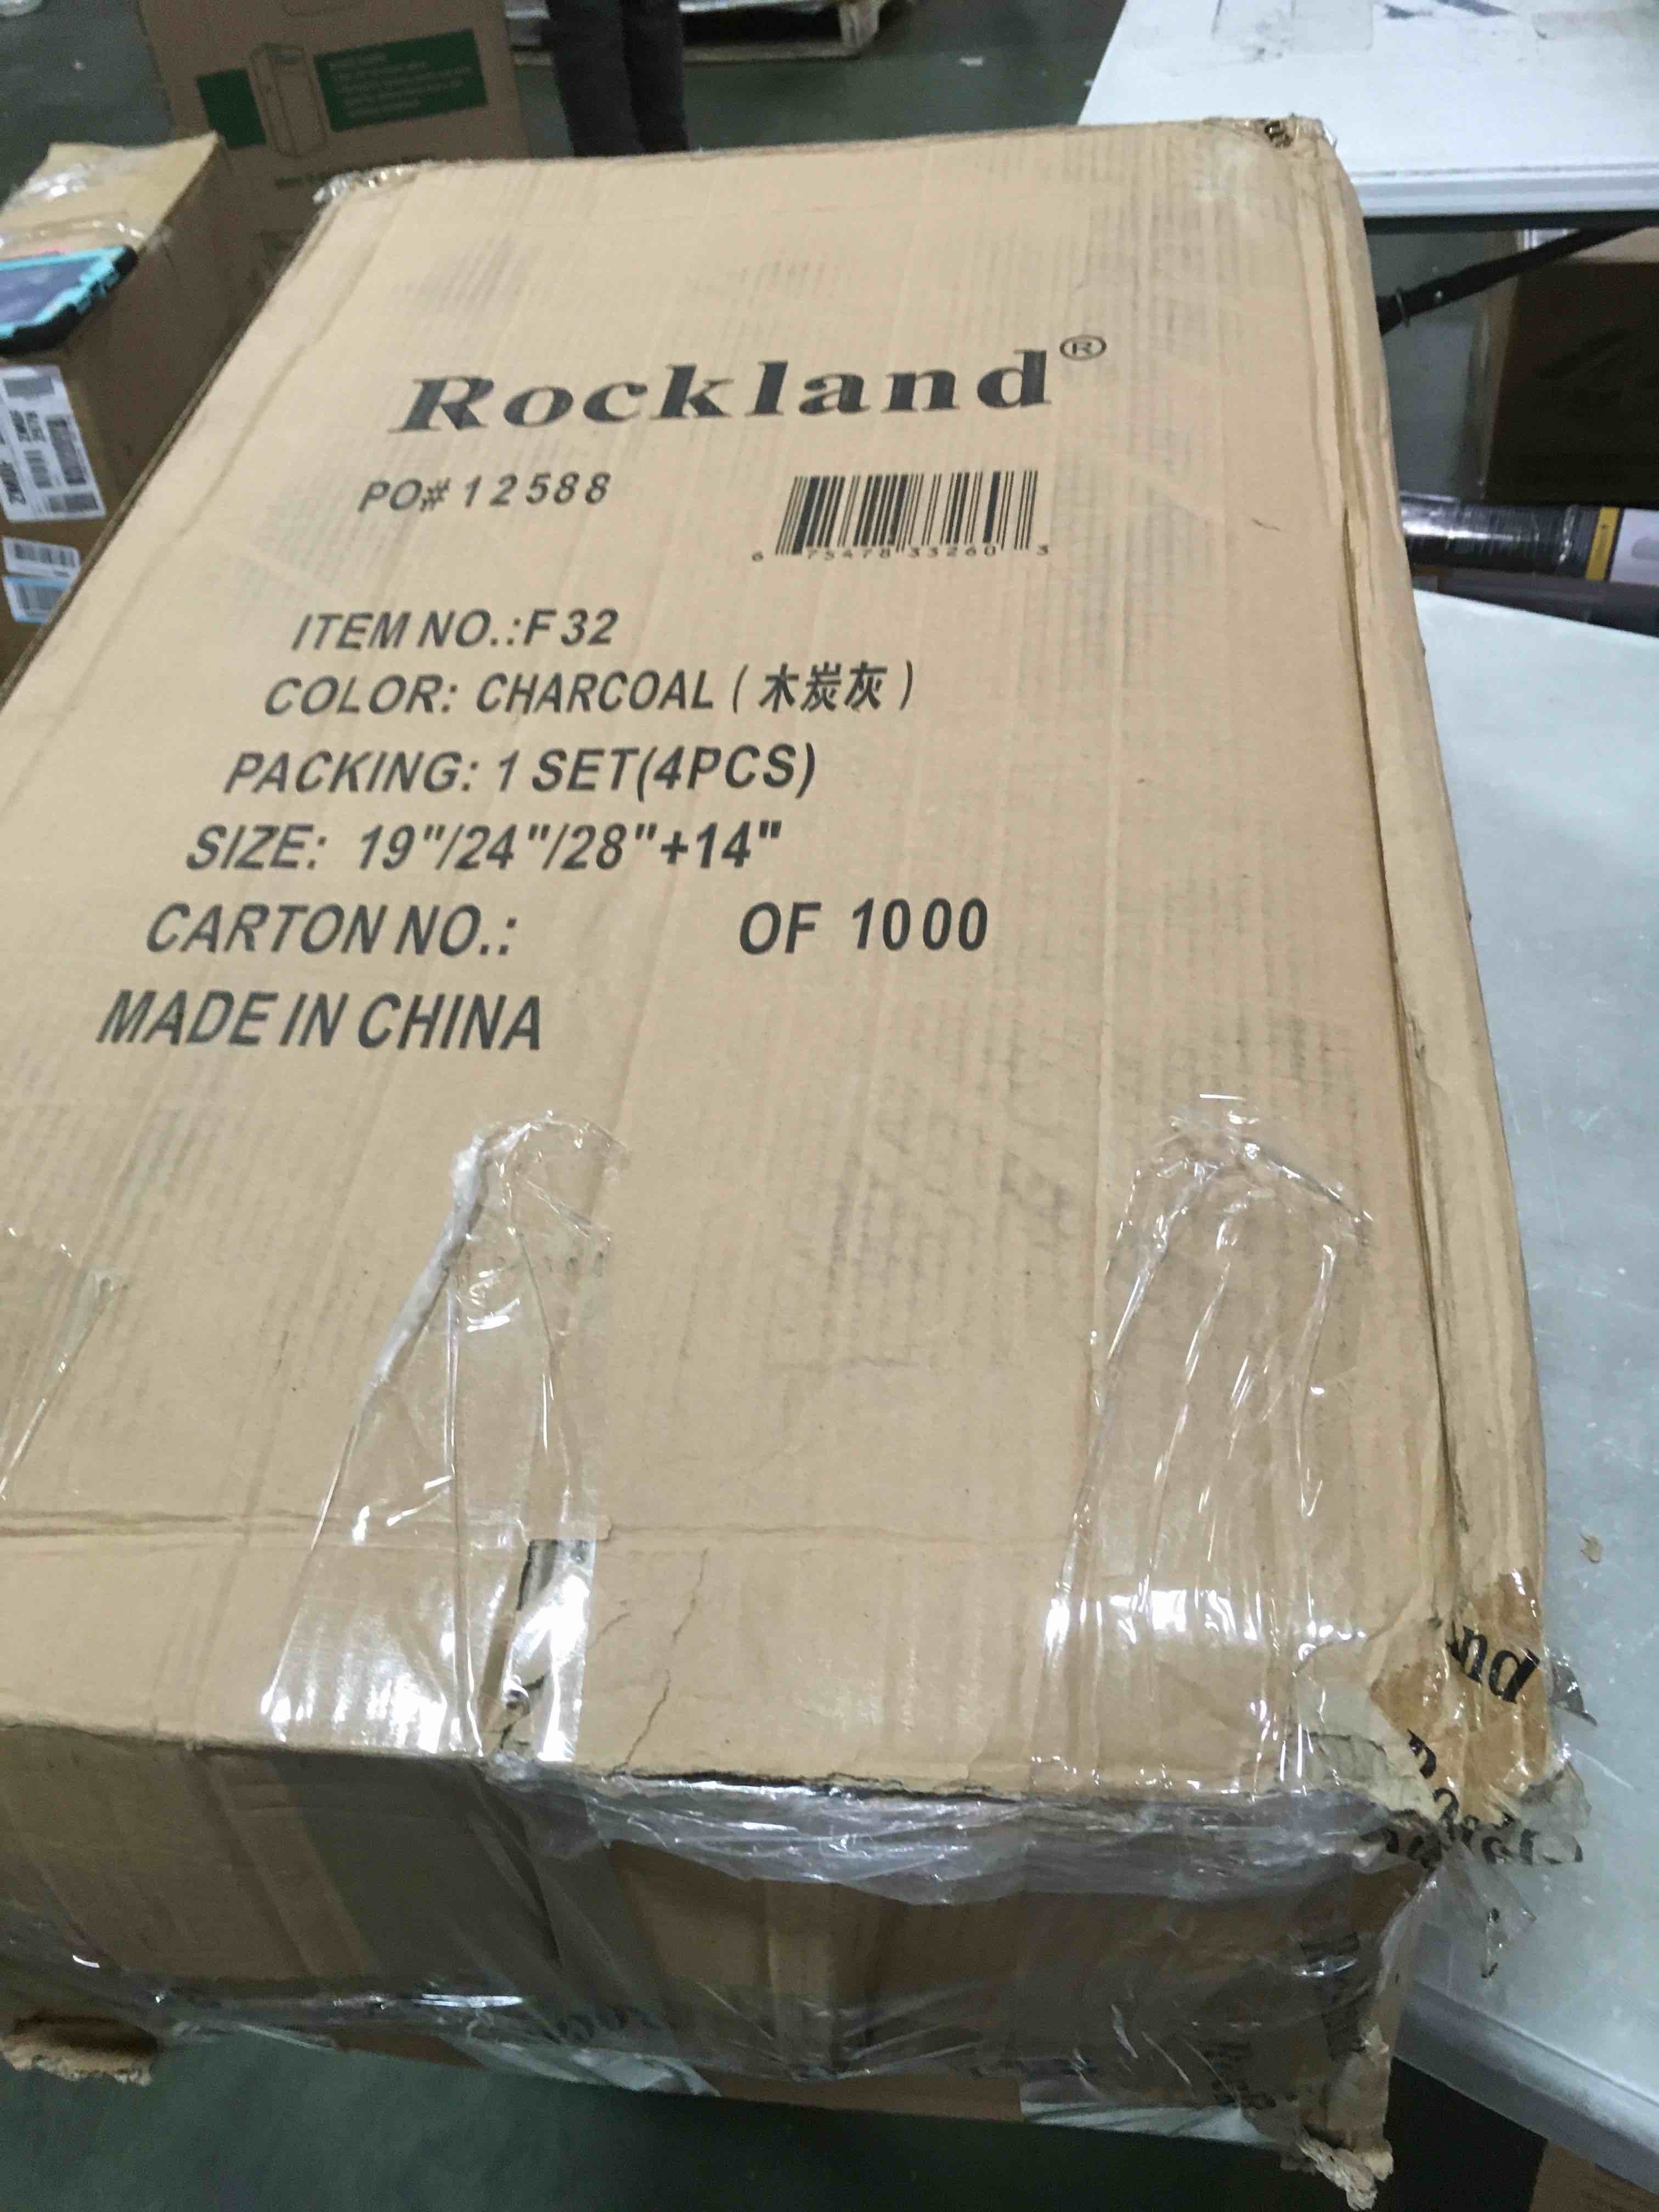 Rockland®
PO# 12588
6 75478 33260 3
ITEM NO.:F32
COLOR: CHARCOAL (木炭灰)
PACKING: 1 SET(4PCS)
SIZE: 19"/24"/28"+14"
CARTON NO.: OF 1000
MADE IN CHINA
nd